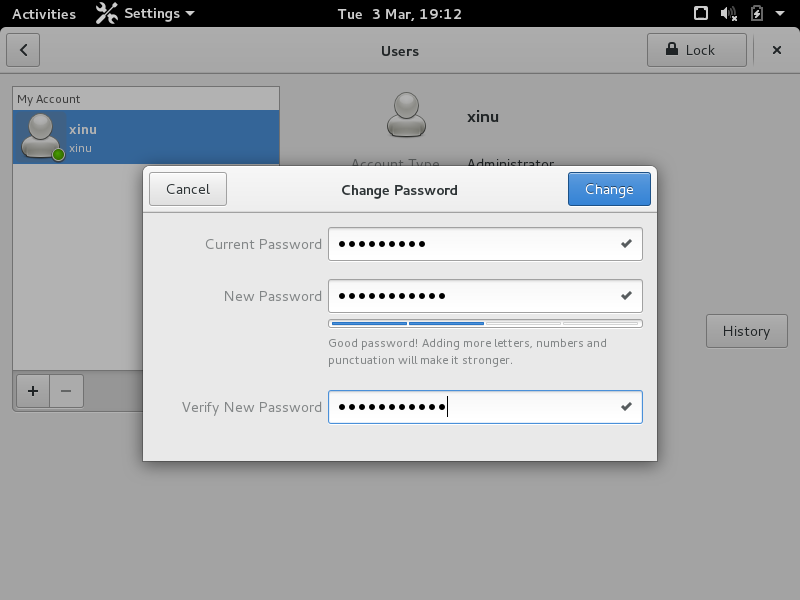 Activities Settings Tue 3 Mar, 19:12
Users Lock
My Account
xinu
xinu
xinu
Account Type Administrator
Cancel Change Password Change
Current Password •••••••••
New Password •••••••••••
Good password! Adding more letters, numbers and
punctuation will make it stronger.
History
Verify New Password •••••••••••